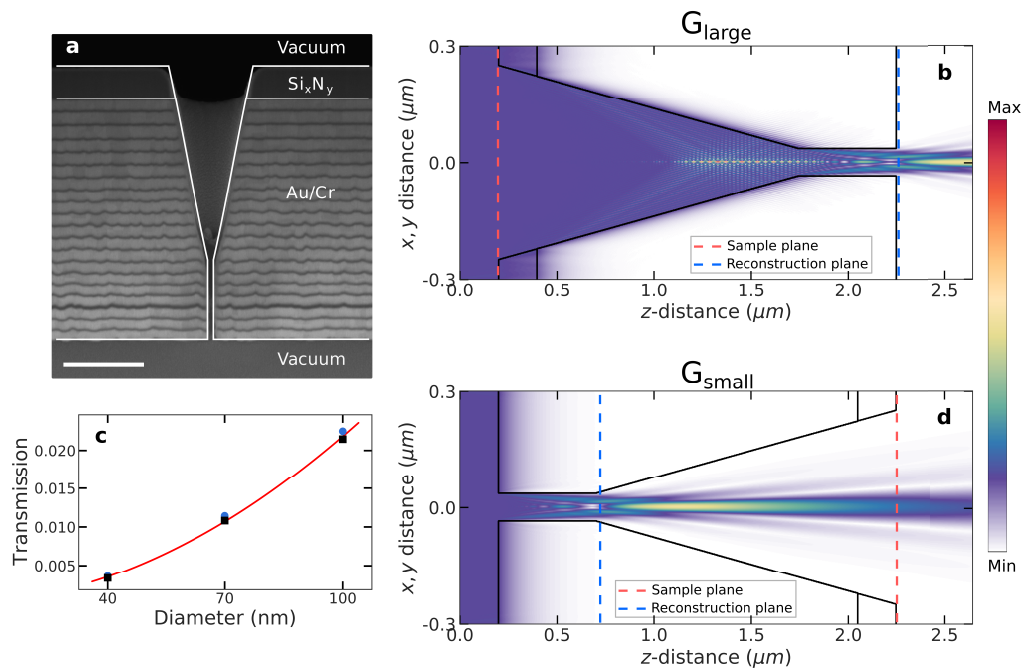 a
Vacuum
SixNy
Au/Cr
Vacuum
Glarge
b
0.3
0.0
-0.3
x, y distance (μm)
Sample plane
Reconstruction plane
0.0 0.5 1.0 1.5 2.0 2.5
z-distance (μm)
Max
Min
c
Transmission
0.020
0.015
0.010
0.005
40 70 100
Diameter (nm)
Gsmall
d
0.3
0.0
-0.3
x, y distance (μm)
Sample plane
Reconstruction plane
0.0 0.5 1.0 1.5 2.0 2.5
z-distance (μm)